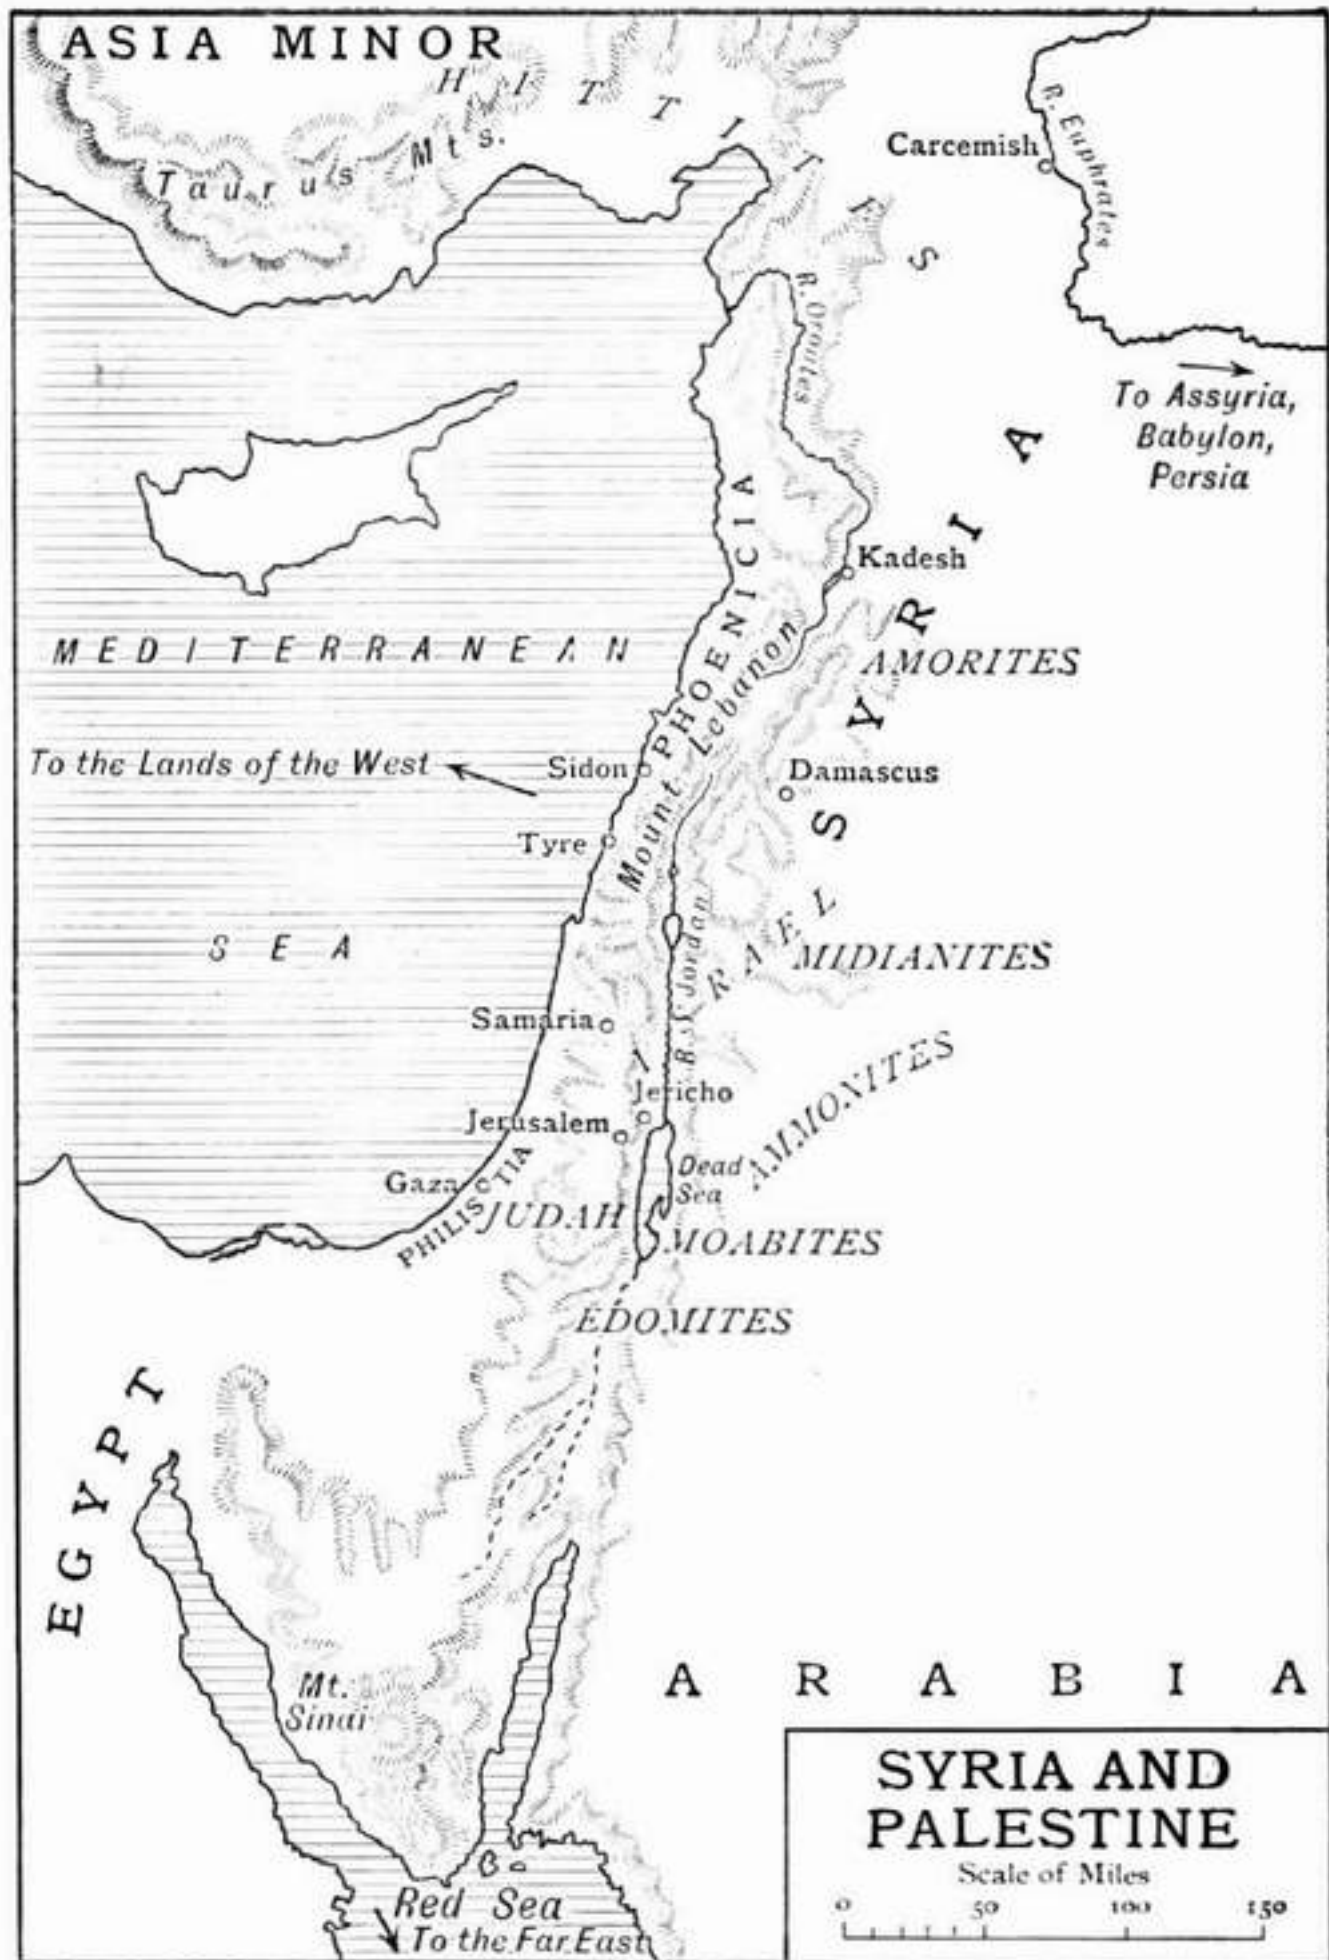 ASIA MINOR
HITTITES
Taurus Mts.
Carcemish
R. Euphrates
R. Orontes
To Assyria,
Babylon,
Persia
SYRIA
PHOENICIA
Kadesh
MEDITERRANEAN
SEA
Mount Lebanon
AMORITES
To the Lands of the West
Sidon
Damascus
Tyre
R. Jordan
ISRAEL
MIDIANITES
Samaria
AMMONITES
Jericho
Jerusalem
Dead
Sea
Gaza
PHILISTIA
JUDAH
MOABITES
EDOMITES
EGYPT
Mt.
Sinai
ARABIA
Red Sea
To the Far East
SYRIA AND
PALESTINE
Scale of Miles
0 50 100 150